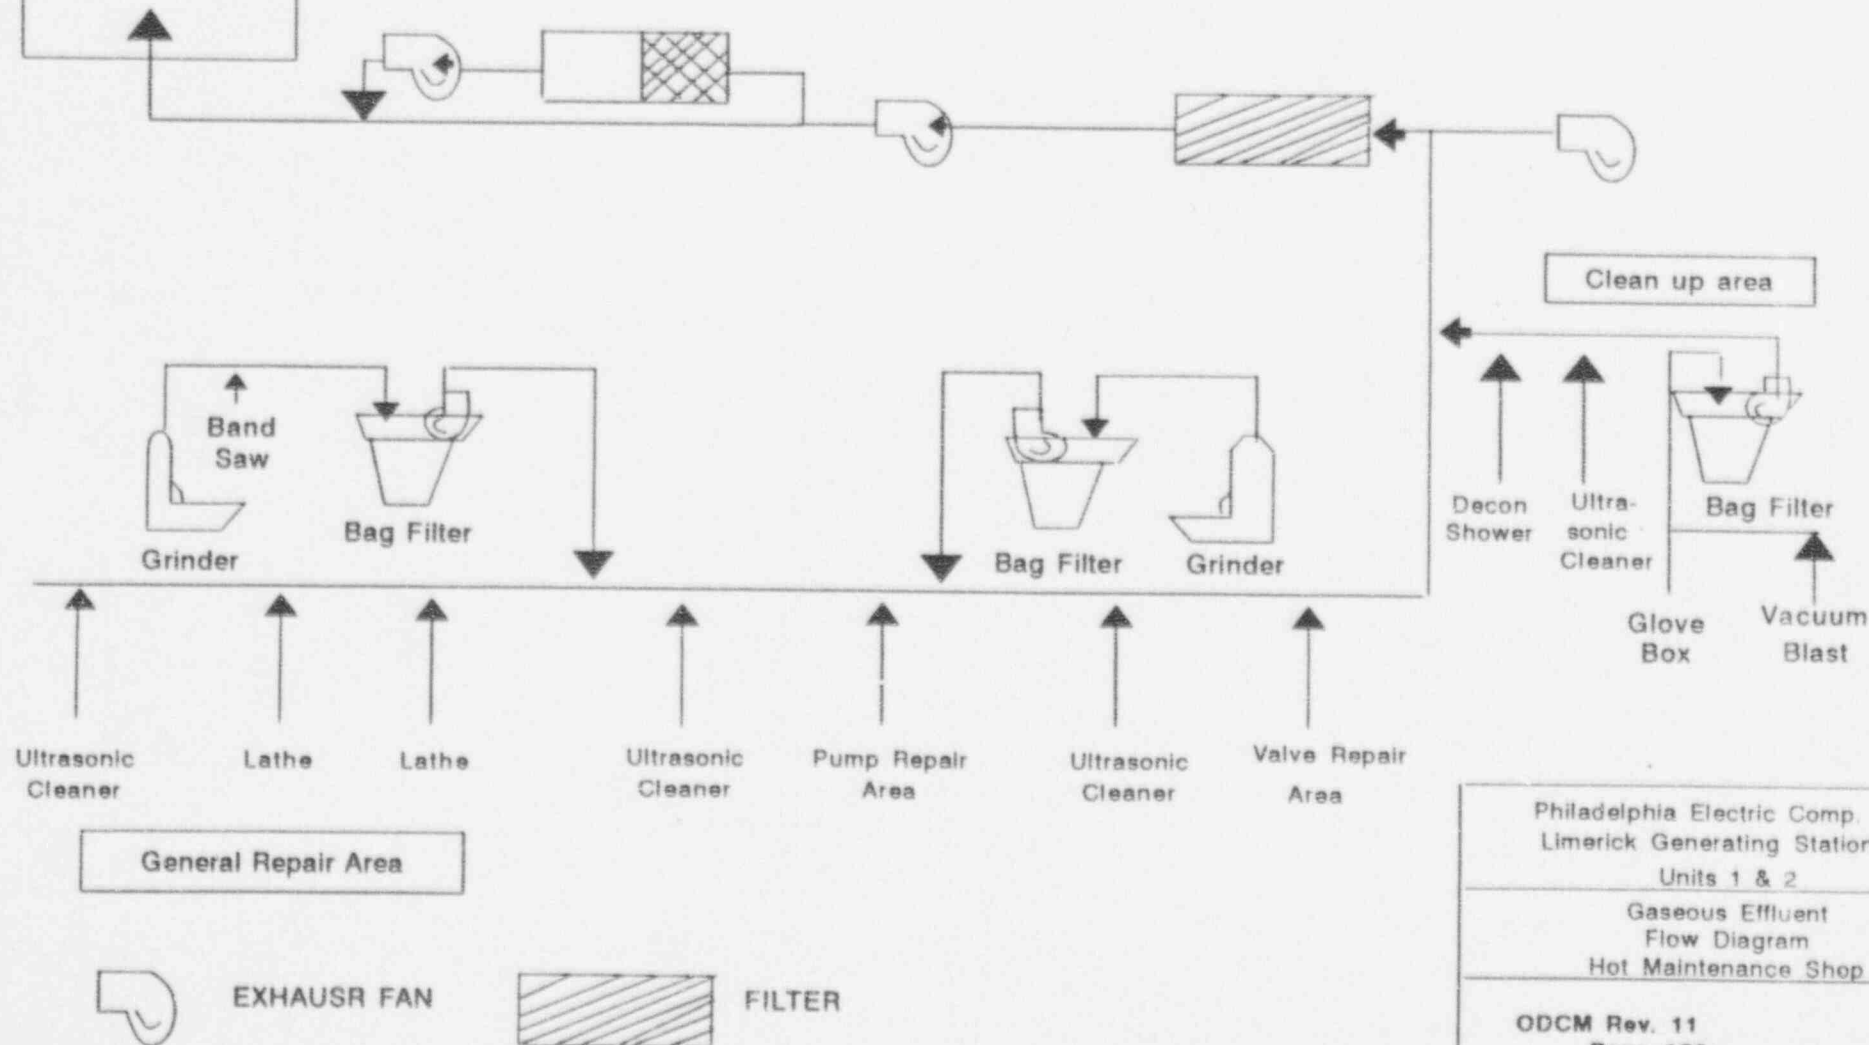 Clean up area
Band
Saw
Bag Filter
Grinder
Bag Filter
Grinder
Decon
Shower
Ultra-
sonic
Cleaner
Bag Filter
Glove
Box
Vacuum
Blast
Ultrasonic
Cleaner
Lathe
Lathe
Ultrasonic
Cleaner
Pump Repair
Area
Ultrasonic
Cleaner
Valve Repair
Area
General Repair Area
EXHAUSR FAN
FILTER
Philadelphia Electric Comp.
Limerick Generating Station
Units 1 & 2
Gaseous Effluent
Flow Diagram
Hot Maintenance Shop
ODCM Rev. 11